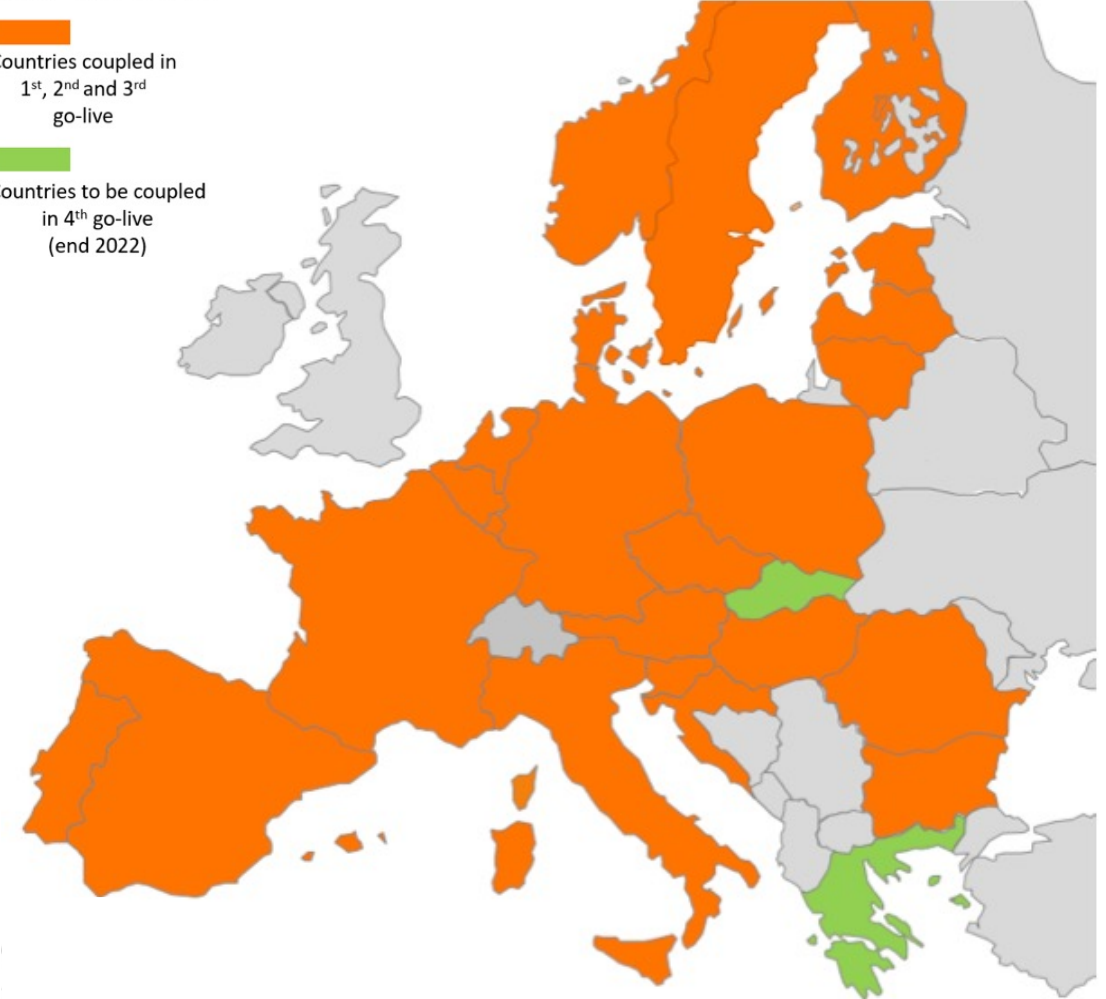 ountries coupled in
1st, 2nd and 3rd
go-live
ountries to be coupled
in 4th go-live
(end 2022)